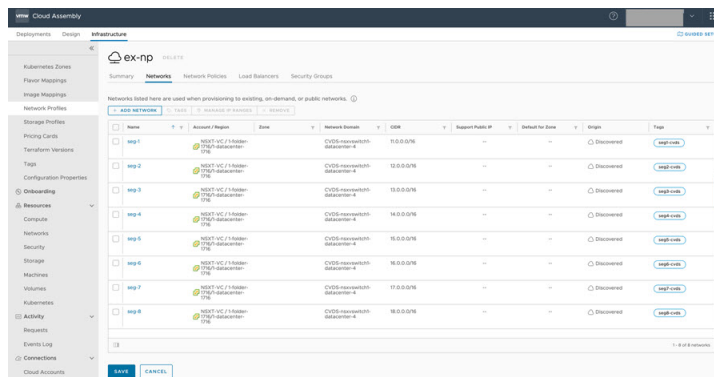 vmw Cloud Assembly
Deployments Design Infrastructure GUIDED SET
Kubernetes Zones
Flavor Mappings
Image Mappings
Network Profiles
Storage Profiles
Pricing Cards
Terraform Versions
Tags
Configuration Properties
Onboarding
Resources
Compute
Networks
Security
Storage
Machines
Volumes
Kubernetes
Activity
Requests
Events Log
Connections
Cloud Accounts
ex-np DELETE
Summary Networks Network Policies Load Balancers Security Groups
Networks listed here are used when provisioning to existing, on-demand, or public networks.
+ ADD NETWORK TAGS MANAGE IP RANGES REMOVE
Name Account / Region Zone Network Domain CIDR Support Public IP Default for Zone Origin Tags
seg-1 NSXT-VC / 1-folder-1716/1-datacenter-1716 CVDS-nsxvswitch1-datacenter-4 11.0.0.0/16 -- -- Discovered seg1-cvds
seg-2 NSXT-VC / 1-folder-1716/1-datacenter-1716 CVDS-nsxvswitch1-datacenter-4 12.0.0.0/16 -- -- Discovered seg2-cvds
seg-3 NSXT-VC / 1-folder-1716/1-datacenter-1716 CVDS-nsxvswitch1-datacenter-4 13.0.0.0/16 -- -- Discovered seg3-cvds
seg-4 NSXT-VC / 1-folder-1716/1-datacenter-1716 CVDS-nsxvswitch1-datacenter-4 14.0.0.0/16 -- -- Discovered seg4-cvds
seg-5 NSXT-VC / 1-folder-1716/1-datacenter-1716 CVDS-nsxvswitch1-datacenter-4 15.0.0.0/16 -- -- Discovered seg5-cvds
seg-6 NSXT-VC / 1-folder-1716/1-datacenter-1716 CVDS-nsxvswitch1-datacenter-4 16.0.0.0/16 -- -- Discovered seg6-cvds
seg-7 NSXT-VC / 1-folder-1716/1-datacenter-1716 CVDS-nsxvswitch1-datacenter-4 17.0.0.0/16 -- -- Discovered seg7-cvds
seg-8 NSXT-VC / 1-folder-1716/1-datacenter-1716 CVDS-nsxvswitch1-datacenter-4 18.0.0.0/16 -- -- Discovered seg8-cvds
1 - 8 of 8 networks
SAVE CANCEL